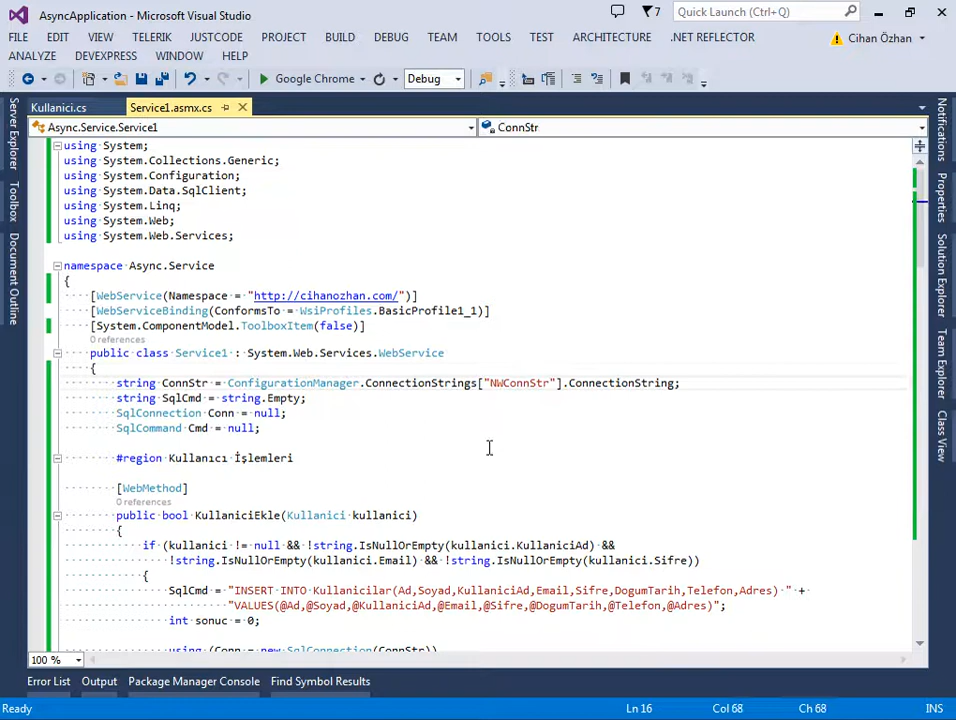 AsyncApplication - Microsoft Visual Studio
7
Quick Launch (Ctrl+Q)
FILE EDIT VIEW TELERIK JUSTCODE PROJECT BUILD DEBUG TEAM TOOLS TEST ARCHITECTURE .NET REFLECTOR
Cihan Özhan
ANALYZE DEVEXPRESS WINDOW HELP
Google Chrome
Debug
Kullanici.cs
Service1.asmx.cs
Async.Service.Service1
ConnStr
Server Explorer
Toolbox
Document Outline
using System;
using System.Collections.Generic;
using System.Configuration;
using System.Data.SqlClient;
using System.Linq;
using System.Web;
using System.Web.Services;
namespace Async.Service
{
[WebService(Namespace = "http://cihanozhan.com/")]
[WebServiceBinding(ConformsTo = WsiProfiles.BasicProfile1_1)]
[System.ComponentModel.ToolboxItem(false)]
0 references
public class Service1 : System.Web.Services.WebService
{
string ConnStr = ConfigurationManager.ConnectionStrings["NWConnStr"].ConnectionString;
string SqlCmd = string.Empty;
SqlConnection Conn = null;
SqlCommand Cmd = null;
#region Kullanıcı İşlemleri
[WebMethod]
0 references
public bool KullaniciEkle(Kullanici kullanici)
{
if (kullanici != null && !string.IsNullOrEmpty(kullanici.KullaniciAd) &&
!string.IsNullOrEmpty(kullanici.Email) && !string.IsNullOrEmpty(kullanici.Sifre))
{
SqlCmd = "INSERT INTO Kullanicilar(Ad,Soyad,KullaniciAd,Email,Sifre,DogumTarih,Telefon,Adres) " +
"VALUES(@Ad,@Soyad,@KullaniciAd,@Email,@Sifre,@DogumTarih,@Telefon,@Adres)";
int sonuc = 0;
using (Conn = new SqlConnection(ConnStr))
Notifications
Properties
Solution Explorer
Team Explorer
Class View
100 %
Error List
Output
Package Manager Console
Find Symbol Results
Ready
Ln 16
Col 68
Ch 68
INS